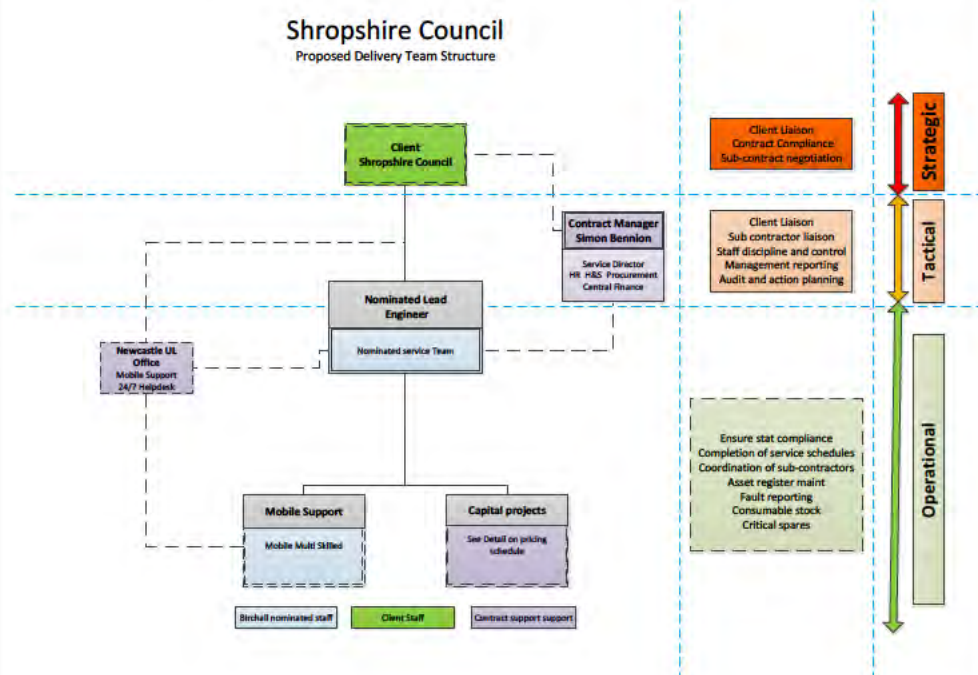 Shropshire Council
Proposed Delivery Team Structure
Client
Shropshire Council
Client Liaison
Contract Compliance
Sub-contract negotiation
Strategic
Contract Manager
Simon Bennion
Service Director
HR H&S Procurement
Central Finance
Client Liaison
Sub contractor liaison
Staff discipline and control
Management reporting
Audit and action planning
Tactical
Nominated Lead
Engineer
Nominated service Team
Newcastle UL
Office
Mobile Support
24/7 Helpdesk
Ensure stat compliance
Completion of service schedules
Coordination of sub-contractors
Asset register maint
Fault reporting
Consumable stock
Critical spares
Operational
Mobile Support
Mobile Multi Skilled
Capital projects
See Detail on pricing
schedule
Birchall nominated staff
Client Staff
Contract support support